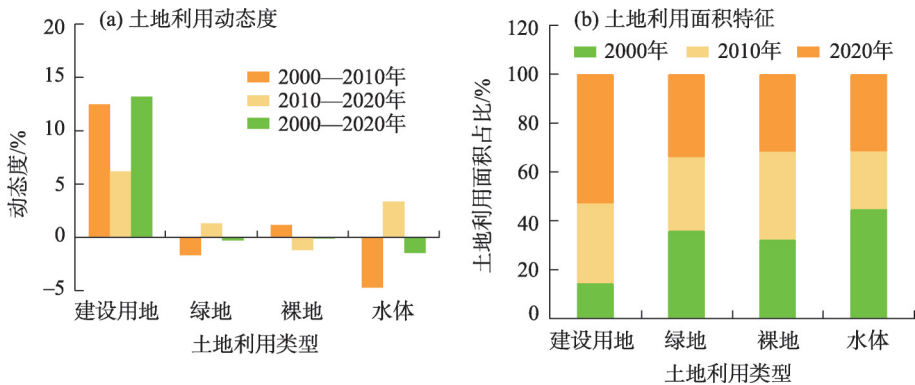 (a) 土地利用动态度
20
15
10
5
0
−5
动态度/%
2000—2010年
2010—2020年
2000—2020年
建设用地 绿地 裸地 水体
土地利用类型
(b) 土地利用面积特征
120
100
80
60
40
20
0
土地利用面积占比/%
2000年 2010年 2020年
建设用地 绿地 裸地 水体
土地利用类型